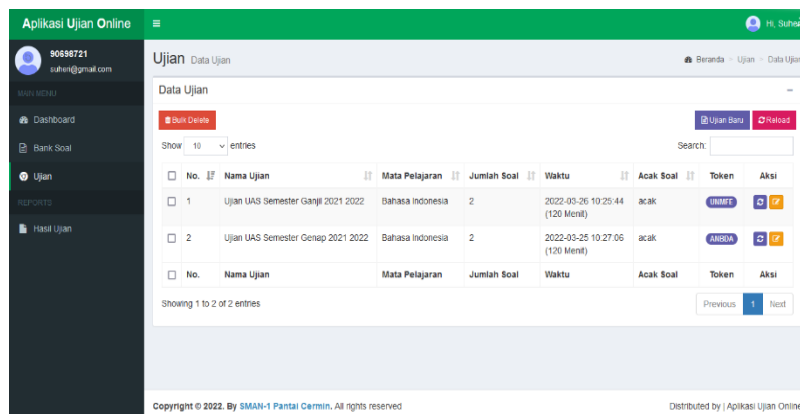 Aplikasi Ujian Online
Hi, Suheri
90698721
suheri@gmail.com
MAIN MENU
Dashboard
Bank Soal
Ujian
REPORTS
Hasil Ujian
Ujian Data Ujian
Beranda > Ujian > Data Ujian
Data Ujian
Bulk Delete
Ujian Baru Reload
Show 10 entries
Search:
No. Nama Ujian Mata Pelajaran Jumlah Soal Waktu Acak Soal Token Aksi
1 Ujian UAS Semester Ganjil 2021 2022 Bahasa Indonesia 2 2022-03-26 10:25:44 acak UNMFE
(120 Menit)
2 Ujian UAS Semester Genap 2021 2022 Bahasa Indonesia 2 2022-03-25 10:27:06 acak ANBDA
(120 Menit)
No. Nama Ujian Mata Pelajaran Jumlah Soal Waktu Acak Soal Token Aksi
Showing 1 to 2 of 2 entries
Previous 1 Next
Copyright © 2022. By SMAN-1 Pantai Cermin. All rights reserved
Distributed by | Aplikasi Ujian Online